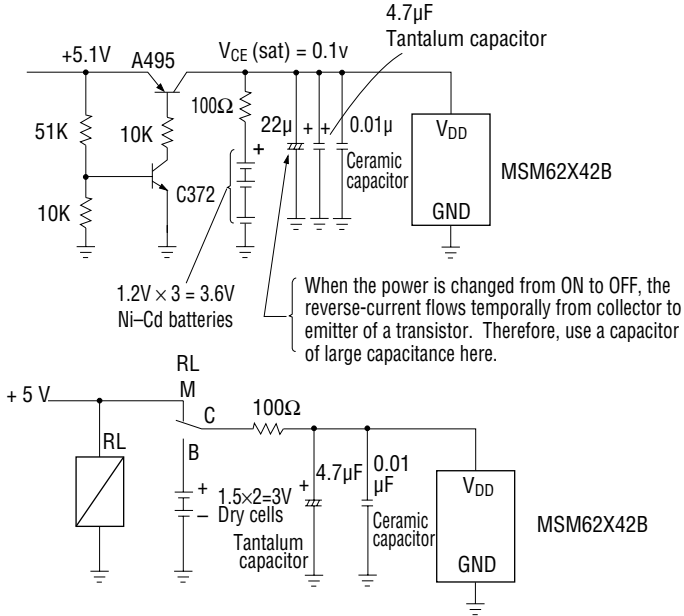 4.7µF
Tantalum capacitor
+5.1V
A495
VCE (sat) = 0.1v
100Ω
51K
10K
22µ
+
+
0.01µ
VDD
+
Ceramic
capacitor
MSM62X42B
C372
10K
GND
1.2V × 3 = 3.6V
Ni–Cd batteries
When the power is changed from ON to OFF, the
reverse-current flows temporally from collector to
emitter of a transistor. Therefore, use a capacitor
of large capacitance here.
RL
M
+ 5 V
C
100Ω
RL
B
+
1.5×2=3V
–
Dry cells
+
4.7µF
Tantalum
capacitor
0.01
µF
Ceramic
capacitor
VDD
MSM62X42B
GND